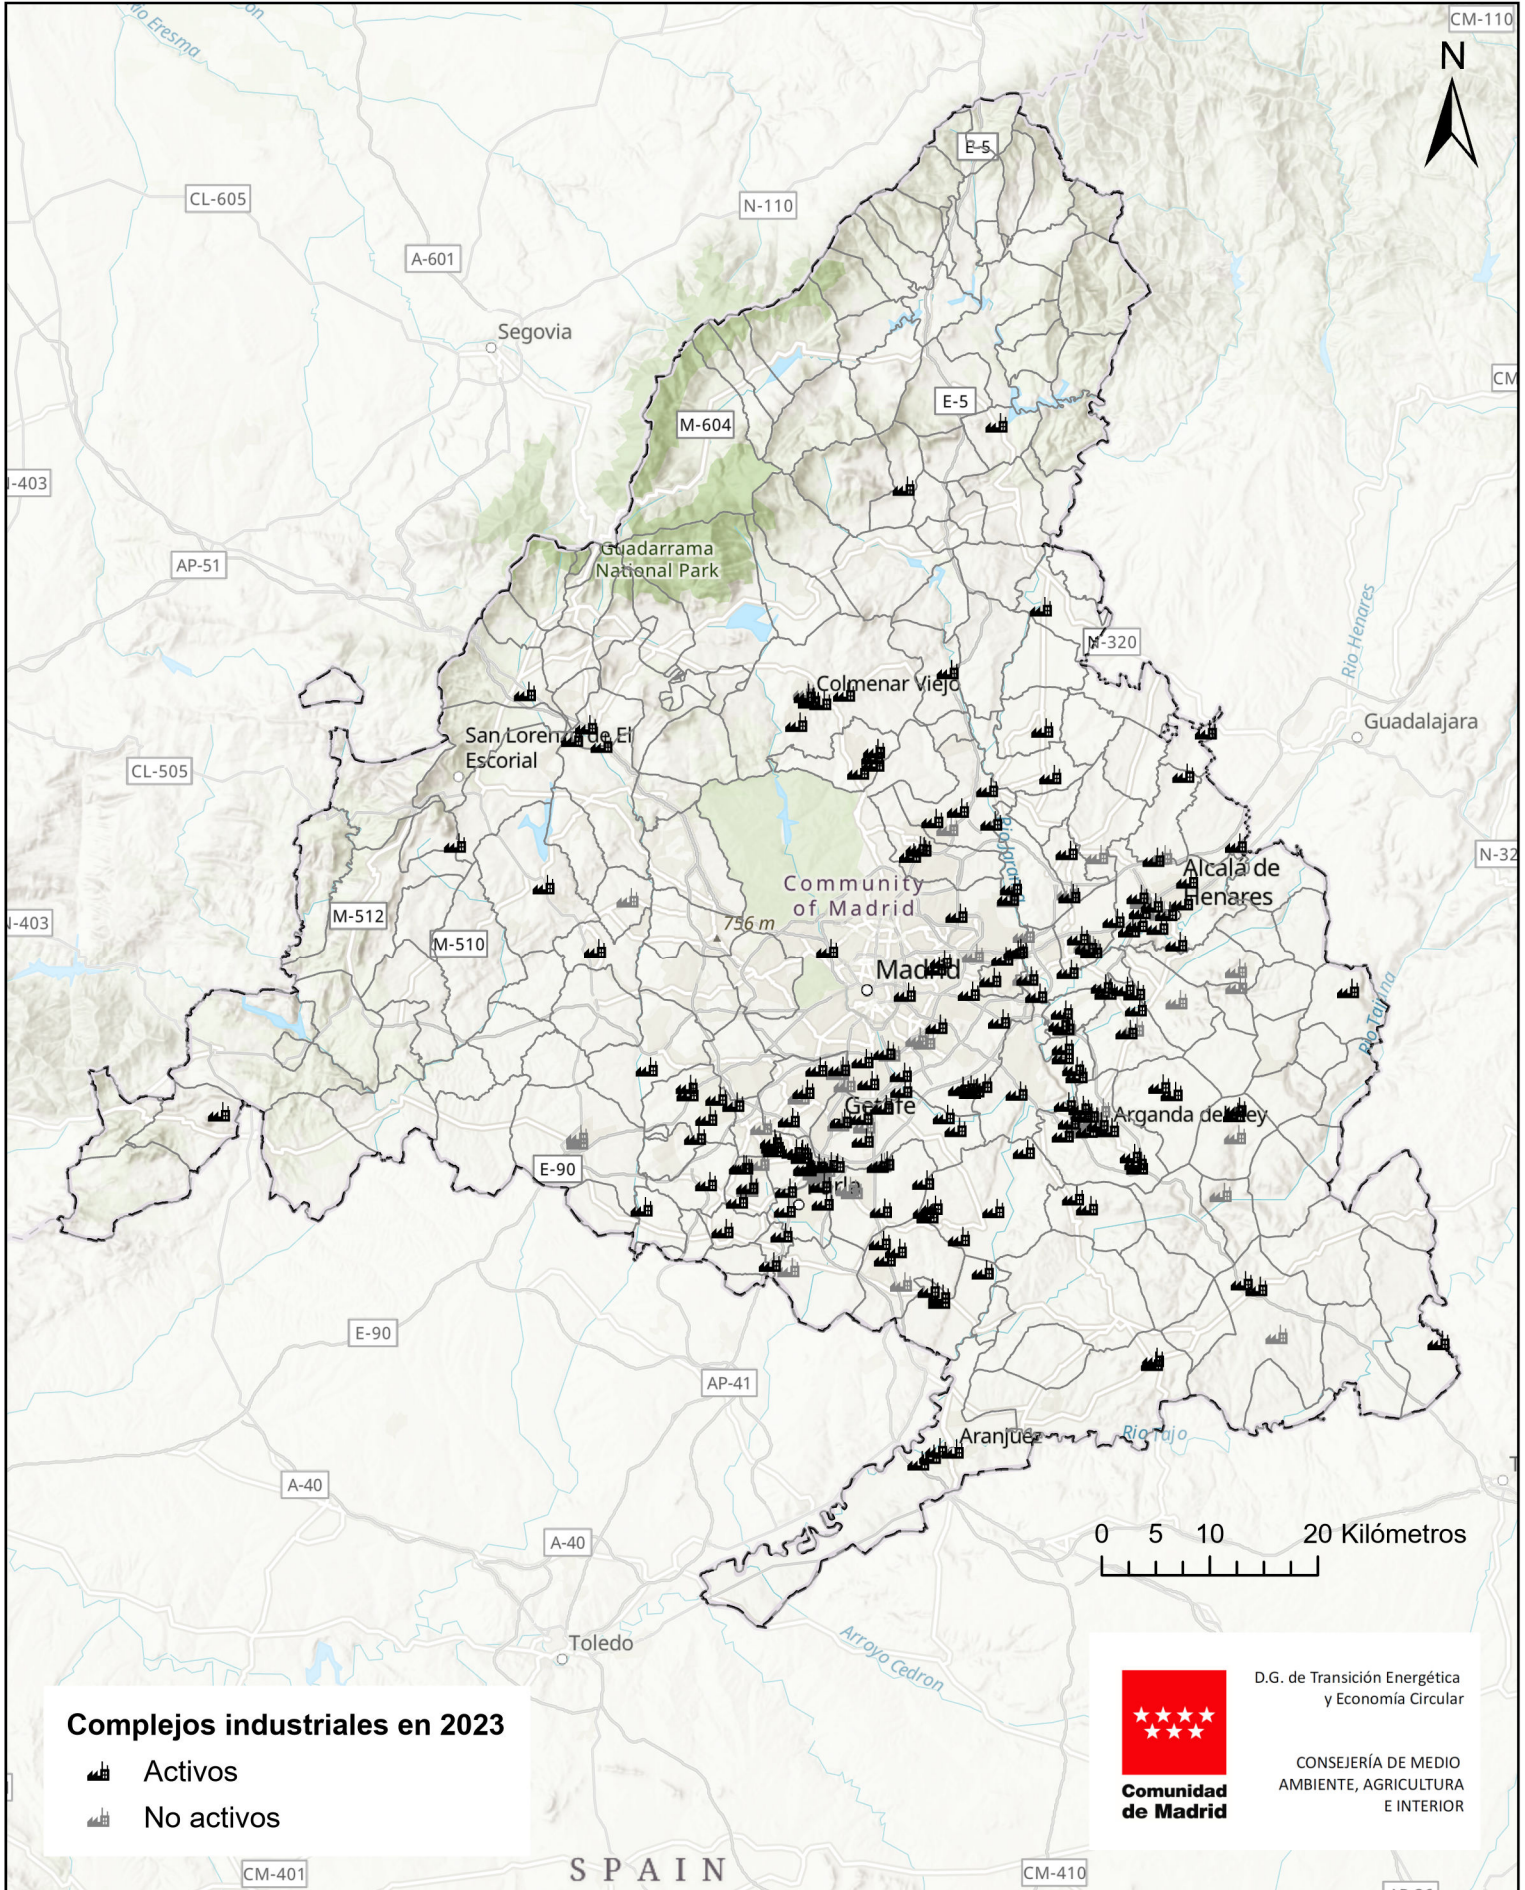 Río Eresma
CM-110
N
E-5
CL-605
N-110
A-601
Segovia
E-5
CM
M-604
N-403
Guadarrama
National Park
AP-51
Río Henares
N-320
Colmenar Viejo
Guadalajara
San Lorenzo de El
Escorial
CL-505
N-32
Alcalá de
Henares
Community
of Madrid
M-512
N-403
756 m
M-510
Madrid
Río Tajuna
Getafe
Arganda del Rey
E-90
E-90
AP-41
Aranjuez
Río Tajo
A-40
0 5 10 20 Kilómetros
A-40
Toledo
Arroyo Cedron
D.G. de Transición Energética
y Economía Circular
Complejos industriales en 2023
Activos
No activos
CONSEJERÍA DE MEDIO
AMBIENTE, AGRICULTURA
E INTERIOR
Comunidad
de Madrid
SPAIN
CM-401
CM-410